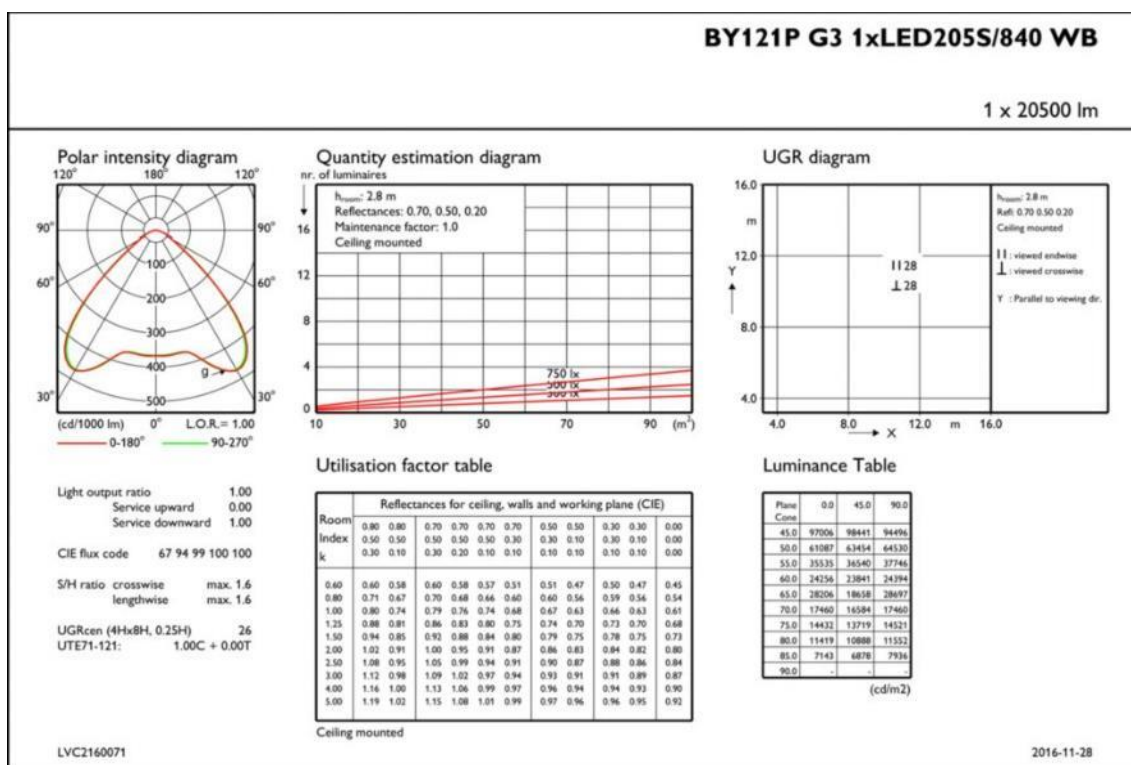 BY121P G3 1xLED205S/840 WB
1 x 20500 lm
Polar intensity diagram
120° 180° 120°
90° 90°
60° 60°
30° 30°
100
200
300
400
500
g
(cd/1000 lm) 0° L.O.R.= 1.00
0-180° 90-270°
Quantity estimation diagram
nr. of luminaires
hroom: 2.8 m
Reflectances: 0.70, 0.50, 0.20
Maintenance factor: 1.0
Ceiling mounted
16
12
8
4
0
750 lx
500 lx
300 lx
10 30 50 70 90 (m²)
UGR diagram
16.0
m
12.0
Y
8.0
4.0
II 28
⊥ 28
4.0 8.0 12.0 m 16.0
X
hroom: 2.8 m
Refl: 0.70 0.50 0.20
Ceiling mounted
II : viewed endwise
⊥ : viewed crosswise
Y : Parallel to viewing dir.
Light output ratio 1.00
Service upward 0.00
Service downward 1.00
CIE flux code 67 94 99 100 100
S/H ratio crosswise max. 1.6
lengthwise max. 1.6
UGRcen (4Hx8H, 0.25H) 26
UTE71-121: 1.00C + 0.00T
Utilisation factor table
Reflectances for ceiling, walls and working plane (CIE)
Room Index k
0.80 0.80 0.70 0.70 0.70 0.70 0.50 0.50 0.30 0.30 0.00
0.50 0.50 0.50 0.50 0.50 0.30 0.30 0.10 0.30 0.10 0.00
0.30 0.10 0.30 0.20 0.10 0.10 0.10 0.10 0.10 0.10 0.00
0.60 0.60 0.58 0.60 0.58 0.57 0.51 0.51 0.47 0.50 0.47 0.45
0.80 0.71 0.67 0.70 0.68 0.66 0.60 0.60 0.56 0.59 0.56 0.54
1.00 0.80 0.74 0.79 0.76 0.74 0.68 0.67 0.63 0.66 0.63 0.61
1.25 0.88 0.81 0.86 0.83 0.80 0.75 0.74 0.70 0.73 0.70 0.68
1.50 0.94 0.85 0.92 0.88 0.84 0.80 0.79 0.75 0.78 0.75 0.73
2.00 1.02 0.91 1.00 0.95 0.91 0.87 0.86 0.83 0.84 0.82 0.80
2.50 1.08 0.95 1.05 0.99 0.94 0.91 0.90 0.87 0.88 0.86 0.84
3.00 1.12 0.98 1.09 1.02 0.97 0.94 0.93 0.91 0.91 0.89 0.87
4.00 1.16 1.00 1.13 1.06 0.99 0.97 0.96 0.94 0.94 0.93 0.90
5.00 1.19 1.02 1.15 1.08 1.01 0.99 0.97 0.96 0.96 0.95 0.92
Ceiling mounted
Luminance Table
Plane Cone 0.0 45.0 90.0
45.0 97006 98441 94496
50.0 61087 63454 64530
55.0 35535 36540 37746
60.0 24256 23841 24394
65.0 28206 18658 28697
70.0 17460 16584 17460
75.0 14432 13719 14521
80.0 11419 10888 11552
85.0 7143 6878 7936
90.0 - - -
(cd/m2)
LVC2160071
2016-11-28